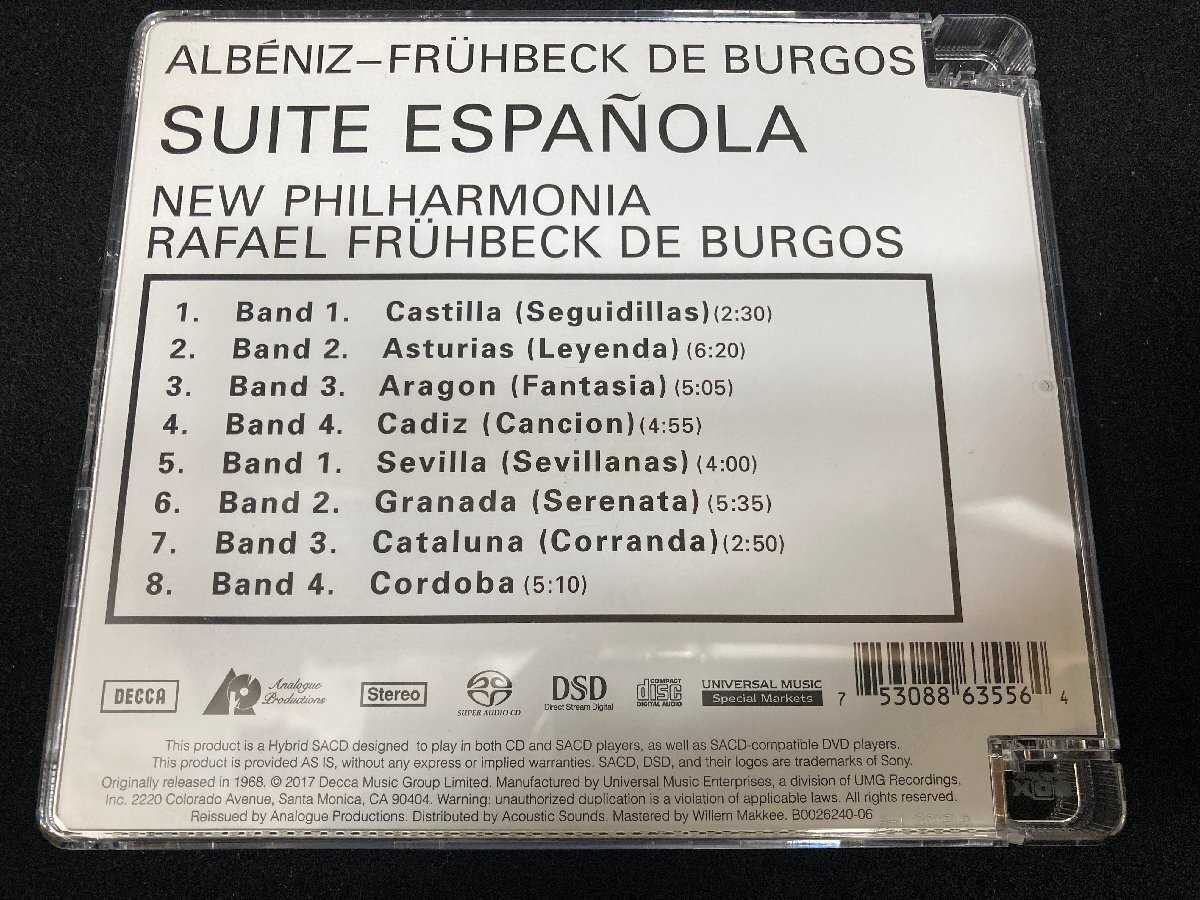 ALBÉNIZ–FRÜHBECK DE BURGOS
SUITE ESPAÑOLA
NEW PHILHARMONIA
RAFAEL FRÜHBECK DE BURGOS
1. Band 1. Castilla (Seguidillas) (2:30)
2. Band 2. Asturias (Leyenda) (6:20)
3. Band 3. Aragon (Fantasia) (5:05)
4. Band 4. Cadiz (Cancion) (4:55)
5. Band 1. Sevilla (Sevillanas) (4:00)
6. Band 2. Granada (Serenata) (5:35)
7. Band 3. Cataluna (Corranda) (2:50)
8. Band 4. Cordoba (5:10)
DECCA
Analogue Productions
Stereo
SUPER AUDIO CD
DSD
Direct Stream Digital
COMPACT
disc
DIGITAL AUDIO
UNIVERSAL MUSIC
Special Markets
7 53088 63556 4
This product is a Hybrid SACD designed to play in both CD and SACD players, as well as SACD-compatible DVD players.
This product is provided AS IS, without any express or implied warranties. SACD, DSD, and their logos are trademarks of Sony.
Originally released in 1968. © 2017 Decca Music Group Limited. Manufactured by Universal Music Enterprises, a division of UMG Recordings,
Inc. 2220 Colorado Avenue, Santa Monica, CA 90404. Warning: unauthorized duplication is a violation of applicable laws. All rights reserved.
Reissued by Analogue Productions. Distributed by Acoustic Sounds. Mastered by Willem Makkee. B0026240-06